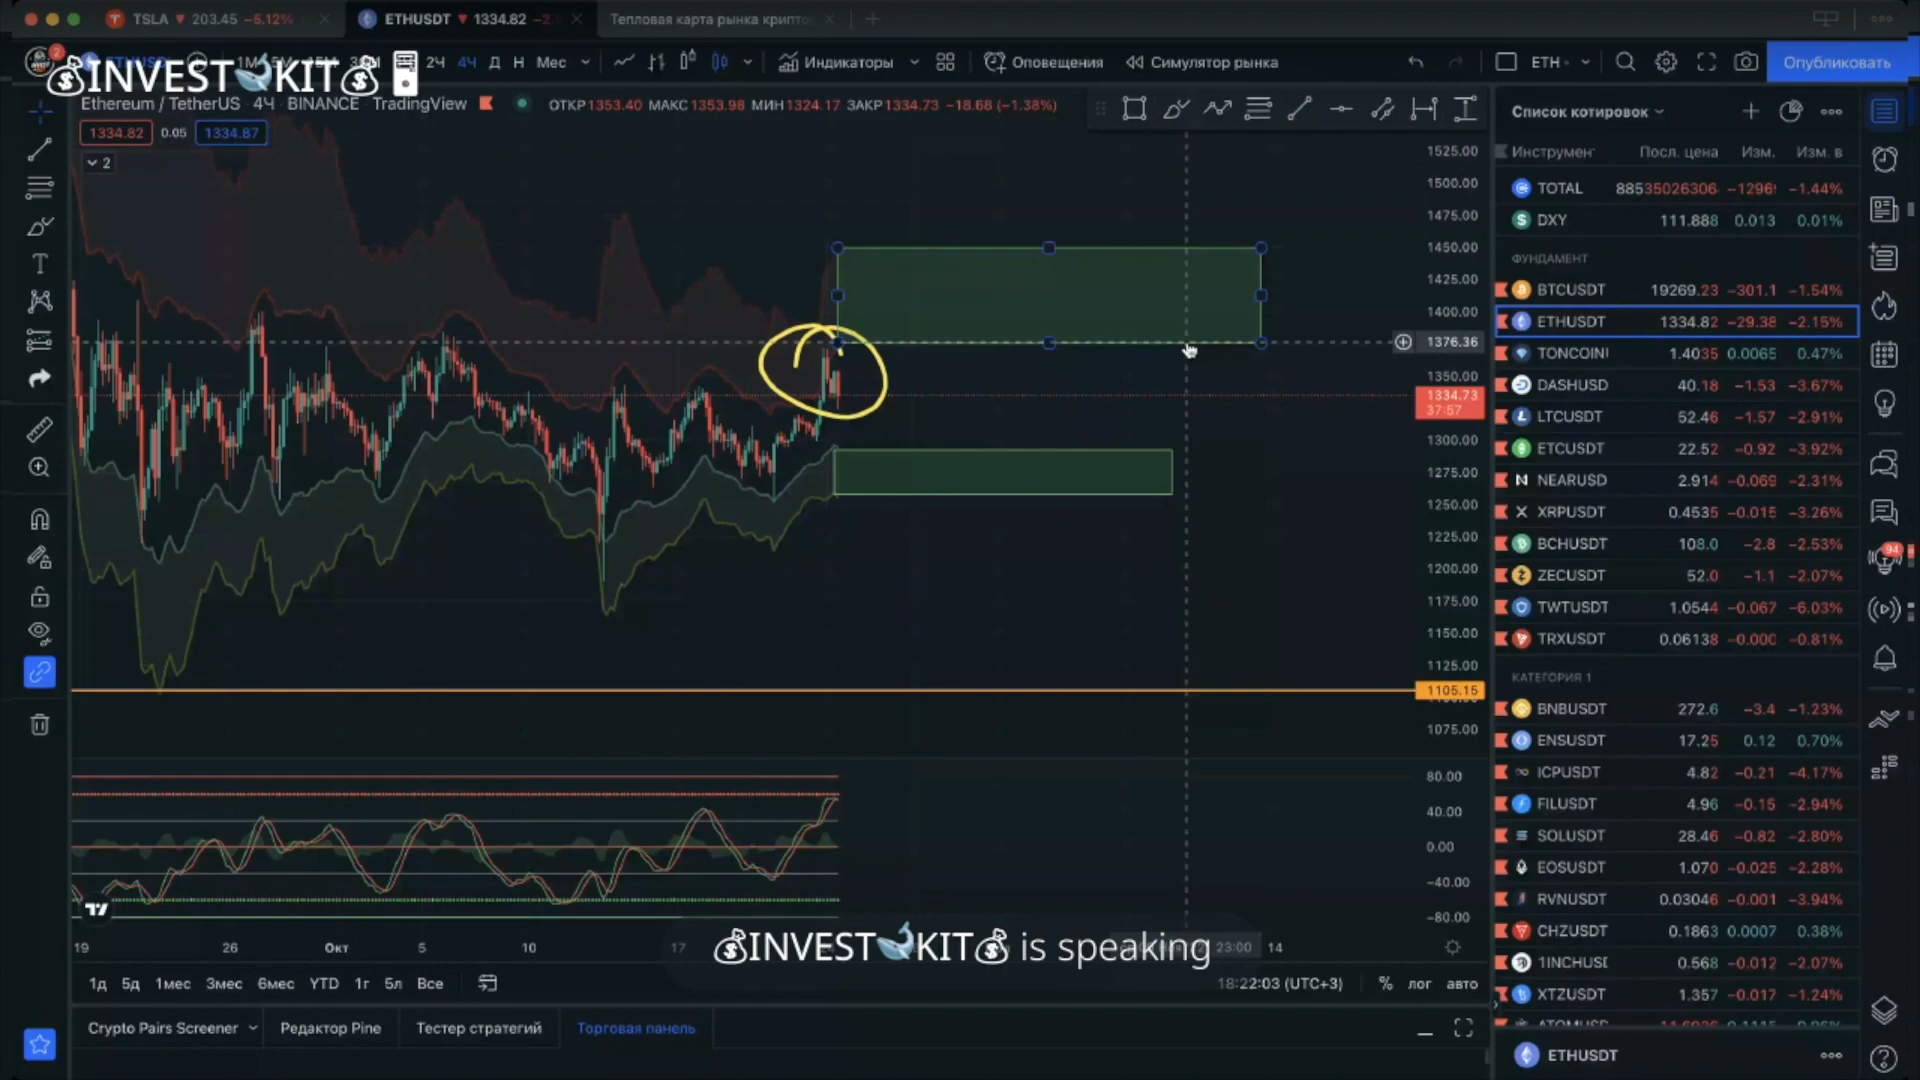 TSLA ▼ 203.45 −5.12%
ETHUSDT ▼ 1334.82
Тепловая карта рынка крипто
2
💰INVEST🐋KIT💰🖥
2Ч 4Ч Д Н Мес
Индикаторы
Оповещения
Симулятор рынка
ETH
Опубликовать
Ethereum / TetherUS 4Ч BINANCE TradingView
ОТКР1353.40 МАКС1353.98 МИН1324.17 ЗАКР1334.73 −18.68 (−1.38%)
1334.82 0.05 1334.87
2
1525.00
1500.00
1475.00
1450.00
1425.00
1400.00
1376.36
1350.00
1334.73
37:57
1300.00
1275.00
1250.00
1225.00
1200.00
1175.00
1150.00
1125.00
1105.15
1075.00
80.00
40.00
0.00
−40.00
−80.00
19 26 Окт 5 10 17 23:00 14
💰INVEST🐋KIT💰 is speaking
1д 5д 1мес 3мес 6мес YTD 1г 5л Все
18:22:03 (UTC+3) % лог авто
Crypto Pairs Screener Редактор Pine Тестер стратегий Торговая панель
Список котировок
Инструмен Посл. цена Изм. Изм. в
TOTAL 88535026306 −1296 −1.44%
DXY 111.888 0.013 0.01%
ФУНДАМЕНТ
BTCUSDT 19269.23 −301.1 −1.54%
ETHUSDT 1334.82 −29.38 −2.15%
TONCOIN 1.4035 0.0065 0.47%
DASHUSD 40.18 −1.53 −3.67%
LTCUSDT 52.46 −1.57 −2.91%
ETCUSDT 22.52 −0.92 −3.92%
NEARUSD 2.914 −0.069 −2.31%
XRPUSDT 0.4535 −0.015 −3.26%
BCHUSDT 108.0 −2.8 −2.53%
ZECUSDT 52.0 −1.1 −2.07%
TWTUSDT 1.0544 −0.067 −6.03%
TRXUSDT 0.06138 −0.000 −0.81%
КАТЕГОРИЯ 1
BNBUSDT 272.6 −3.4 −1.23%
ENSUSDT 17.25 0.12 0.70%
ICPUSDT 4.82 −0.21 −4.17%
FILUSDT 4.96 −0.15 −2.94%
SOLUSDT 28.46 −0.82 −2.80%
EOSUSDT 1.070 −0.025 −2.28%
RVNUSDT 0.03046 −0.001 −3.94%
CHZUSDT 0.1863 0.0007 0.38%
1INCHUSD 0.568 −0.012 −2.07%
XTZUSDT 1.357 −0.017 −1.24%
ETHUSDT
94